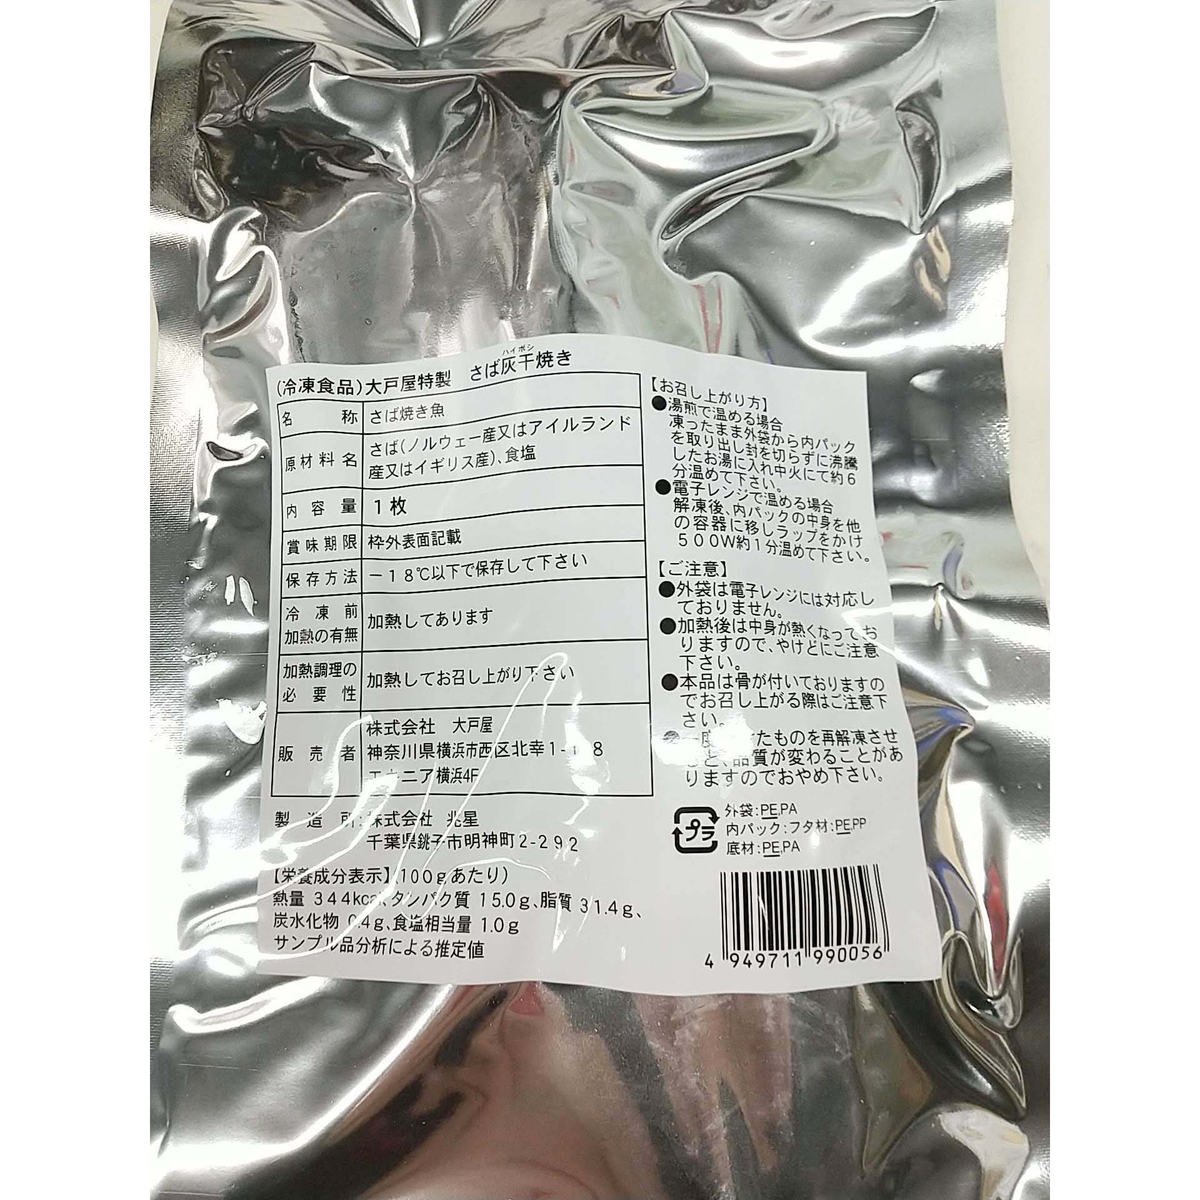 ハイボシ
(冷凍食品)大戸屋特製 さば灰干焼き
名 称 さば焼き魚
原材料名 さば(ノルウェー産又はアイルランド
産又はイギリス産)、食塩
内容量 1枚
賞味期限 枠外表面記載
保存方法 -18℃以下で保存して下さい
冷凍前
加熱の有無 加熱してあります
加熱調理の
必要性 加熱してお召し上がり下さい
販売者 株式会社 大戸屋
神奈川県横浜市西区北幸1- 8
横浜4F
製造所:株式会社 兆星
千葉県銚子市明神町2-292
【栄養成分表示】(100gあたり)
熱量 344kcal、タンパク質 15.0g、脂質 31.4g、
炭水化物 0.4g、食塩相当量 1.0g
サンプル品分析による推定値
【お召し上がり方】
●湯煎で温める場合
凍ったまま外袋から内パック
を取り出し封を切らずに沸騰
したお湯に入れ中火にて約6
分温めて下さい。
●電子レンジで温める場合
解凍後、内パックの中身を他
の容器に移しラップをかけ
500W約1分温めて下さい。
【ご注意】
●外袋は電子レンジには対応し
ておりません。
●加熱後は中身が熱くなってお
りますので、やけどにご注意
下さい。
●本品は骨が付いておりますの
でお召し上がる際はご注意下
さい。
●一度 けたものを再解凍させ
ると、品質が変わることがあ
りますのでおやめ下さい。
プラ
外袋:PE,PA
内パック:フタ材:PE,PP
底材:PE,PA
4 949711 990056